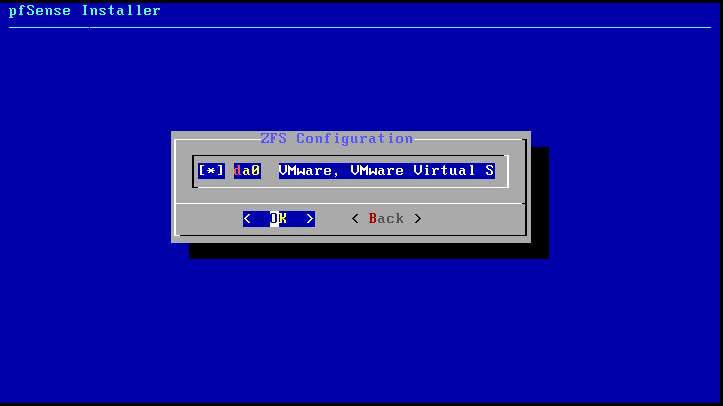 pfSense Installer
ZFS Configuration
[*] da0 VMware, VMware Virtual S
< OK > < Back >